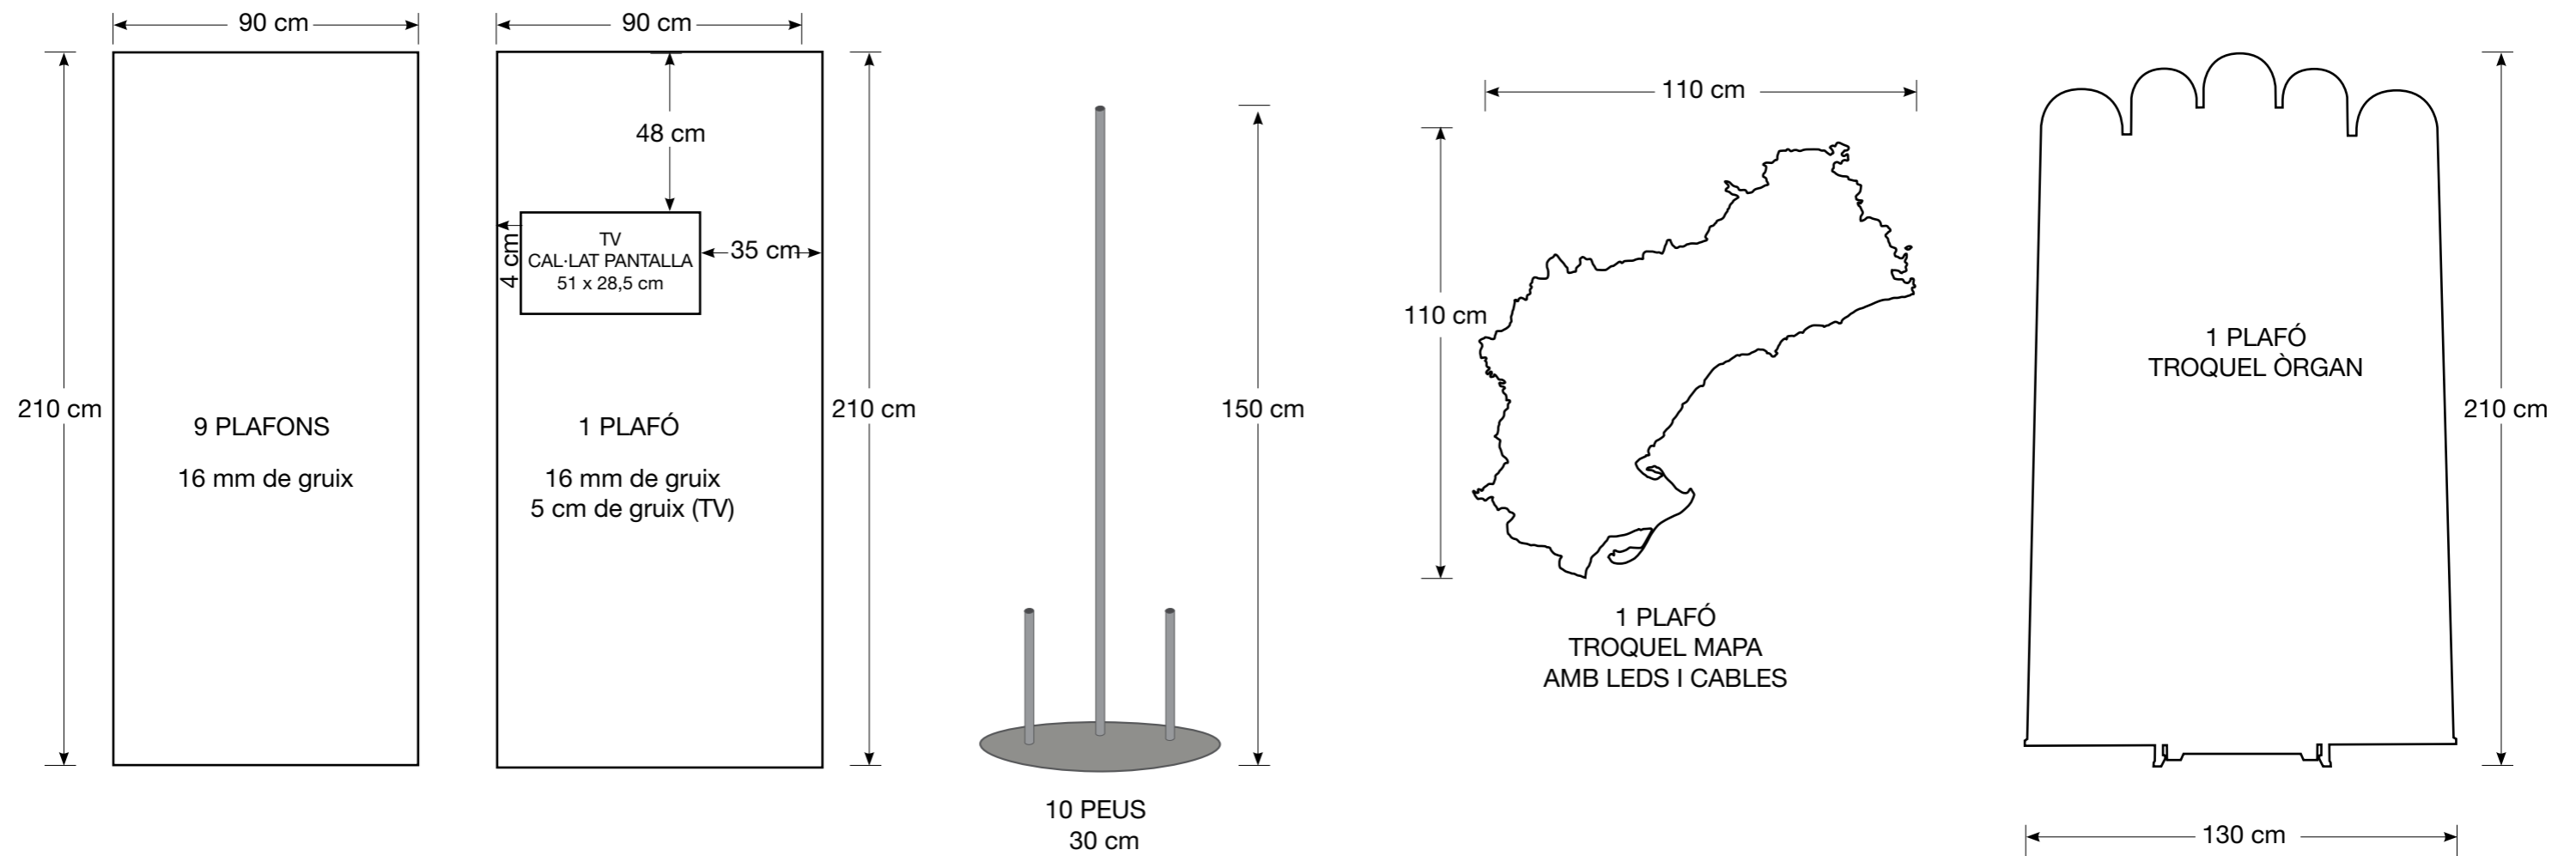 90 cm
210 cm
9 PLAFONS
16 mm de gruix
90 cm
48 cm
4 cm
TV
CAL·LAT PANTALLA
51 x 28,5 cm
35 cm
210 cm
1 PLAFÓ
16 mm de gruix
5 cm de gruix (TV)
150 cm
10 PEUS
30 cm
110 cm
110 cm
1 PLAFÓ
TROQUEL MAPA
AMB LEDS I CABLES
1 PLAFÓ
TROQUEL ÒRGAN
210 cm
130 cm